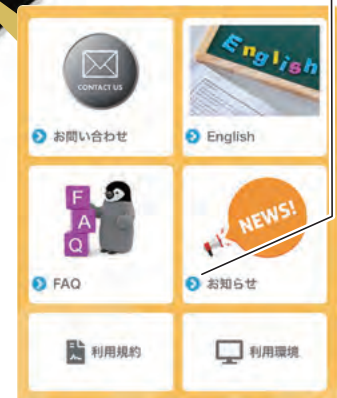 CONTACT US
English
お問い合わせ
English
F
A
Q
NEWS!
FAQ
お知らせ
利用規約
利用環境